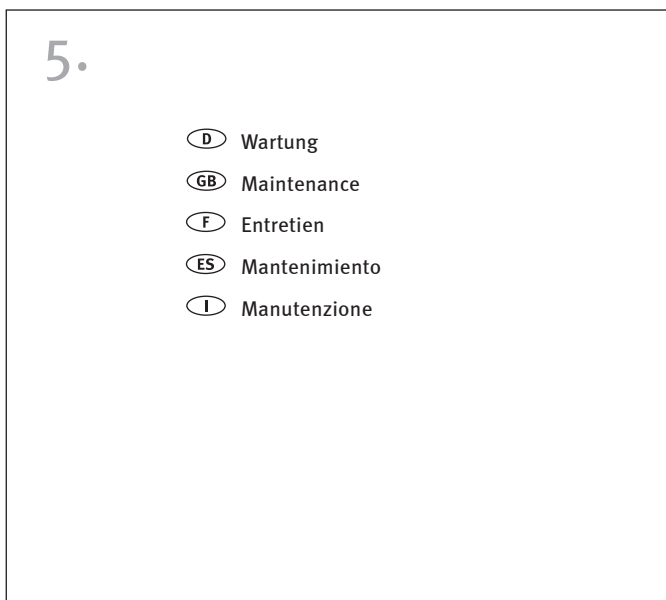 5.
D Wartung
GB Maintenance
F Entretien
ES Mantenimiento
I Manutenzione